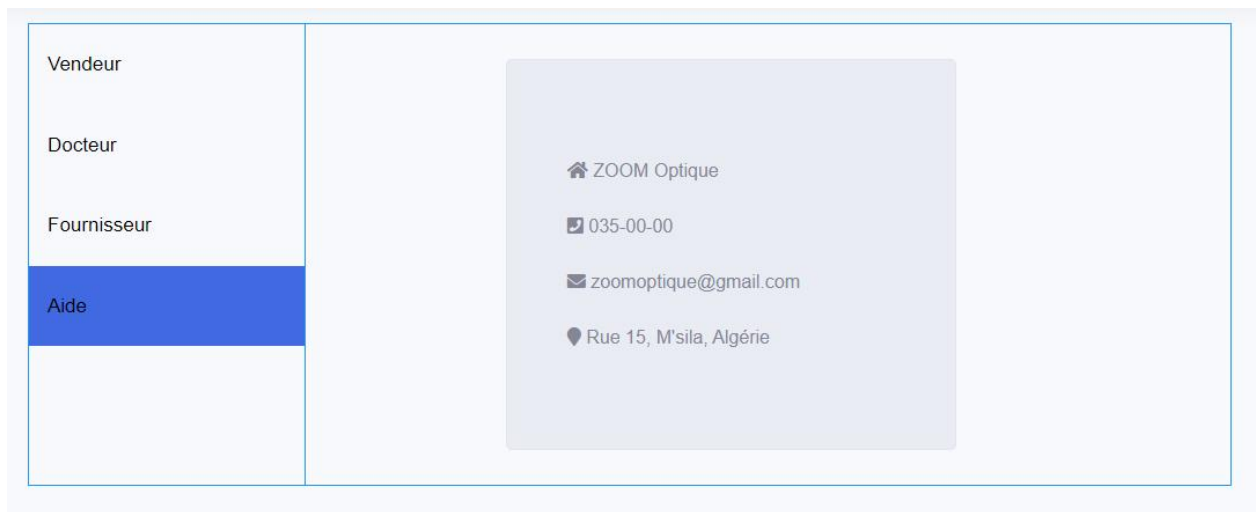 Vendeur
Docteur
Fournisseur
Aide
ZOOM Optique
035-00-00
zoomoptique@gmail.com
Rue 15, M'sila, Algérie